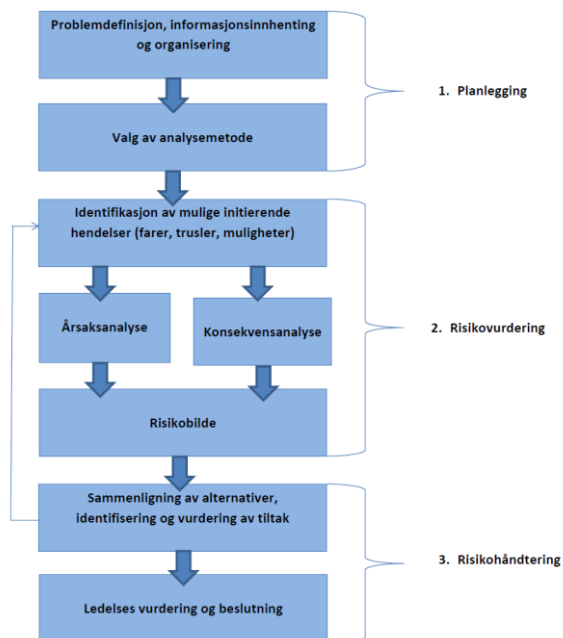 Problemdefinisjon, informasjonsinnhenting
og organisering
1. Planlegging
Valg av analysemetode
Identifikasjon av mulige initierende
hendelser (farer, trusler, muligheter)
Årsaksanalyse
Konsekvensanalyse
2. Risikovurdering
Risikobilde
Sammenligning av alternativer,
identifisering og vurdering av tiltak
3. Risikohåndtering
Ledelses vurdering og beslutning